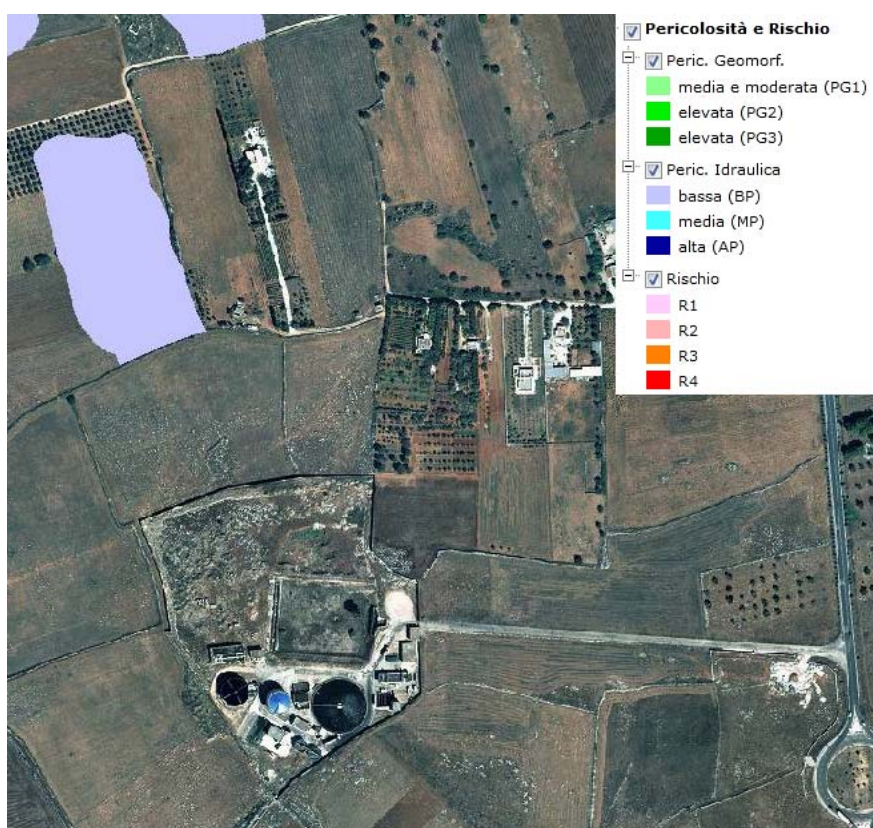 Pericolosità e Rischio
Peric. Geomorf.
media e moderata (PG1)
elevata (PG2)
elevata (PG3)
Peric. Idraulica
bassa (BP)
media (MP)
alta (AP)
Rischio
R1
R2
R3
R4